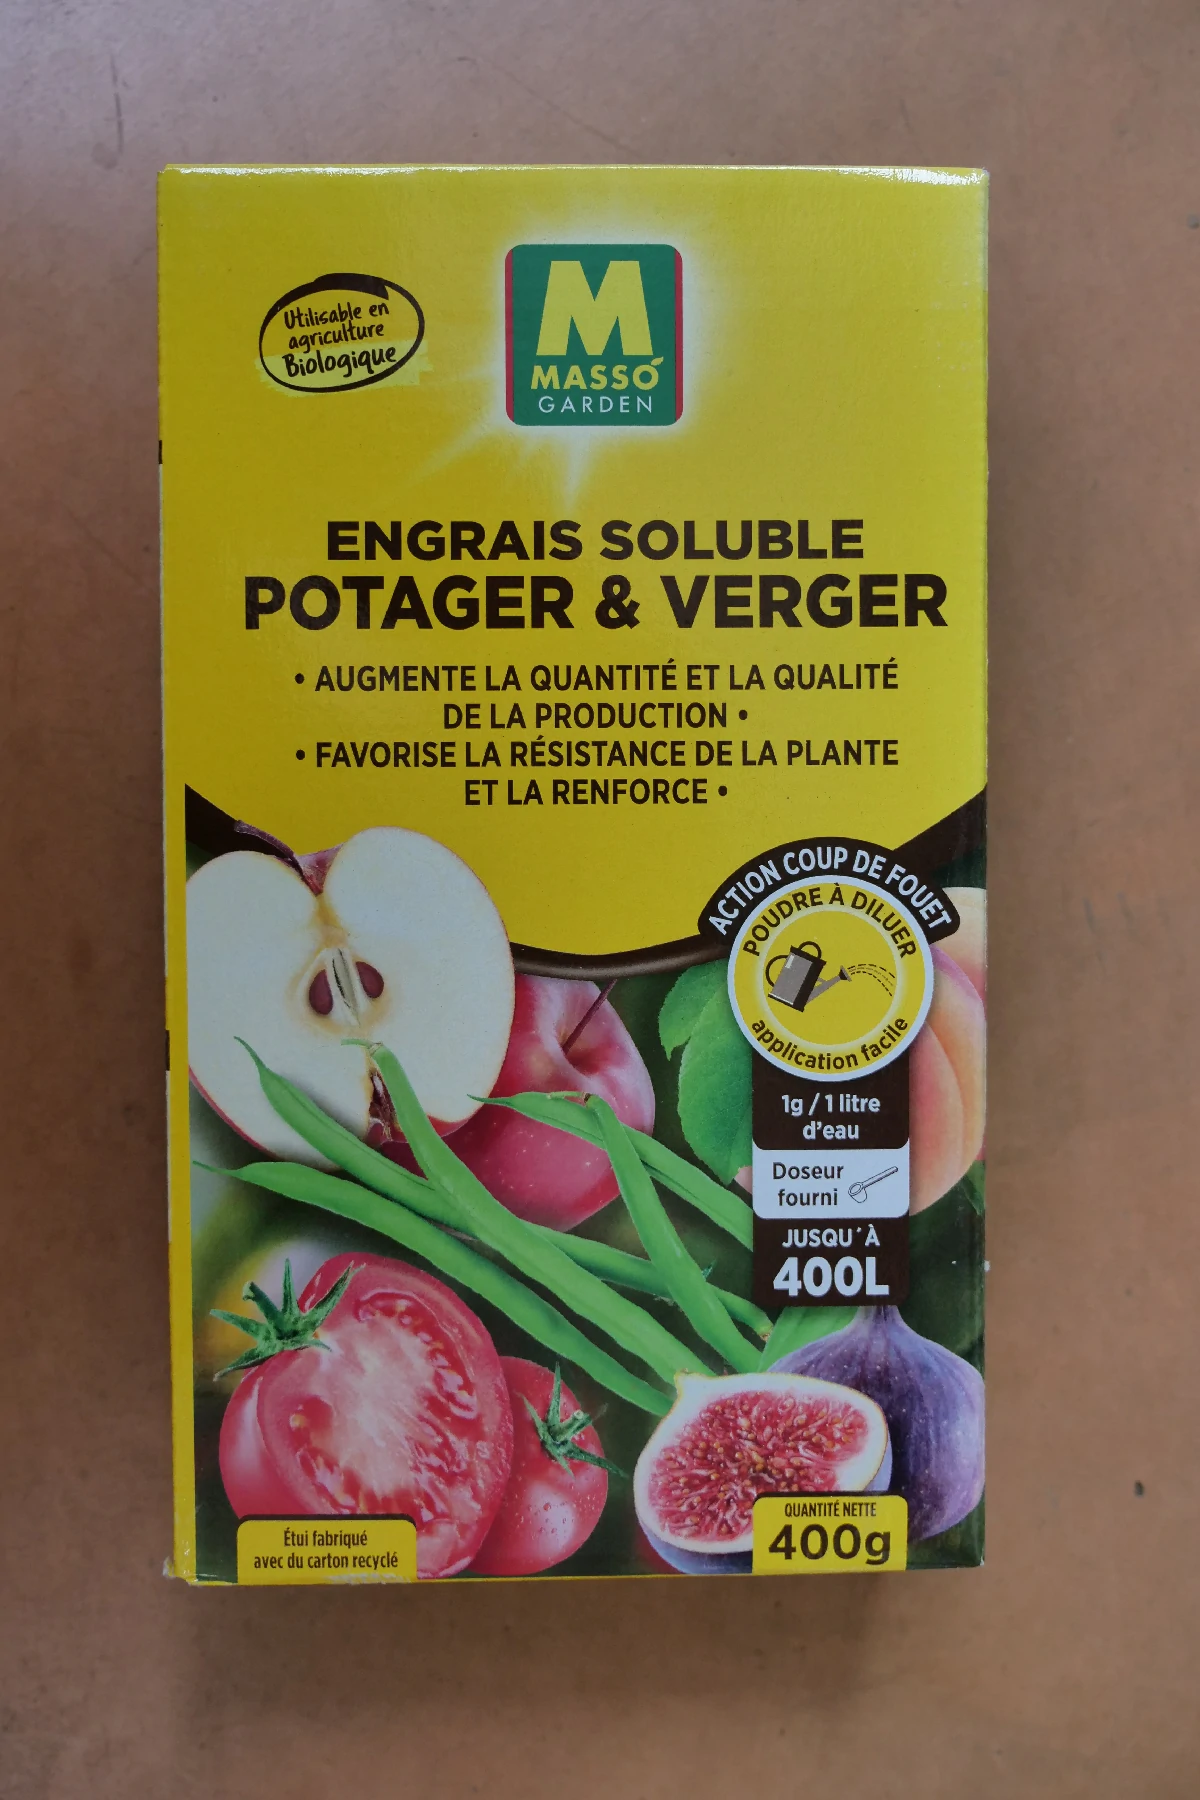 Utilisable en
agriculture
Biologique
M
MASSÓ
GARDEN
ENGRAIS SOLUBLE
POTAGER & VERGER
• AUGMENTE LA QUANTITÉ ET LA QUALITÉ
DE LA PRODUCTION •
• FAVORISE LA RÉSISTANCE DE LA PLANTE
ET LA RENFORCE •
ACTION COUP DE FOUET
POUDRE À DILUER
application facile
1g / 1 litre
d'eau
Doseur
fourni
JUSQU'À
400L
QUANTITÉ NETTE
400g
Étui fabriqué
avec du carton recyclé